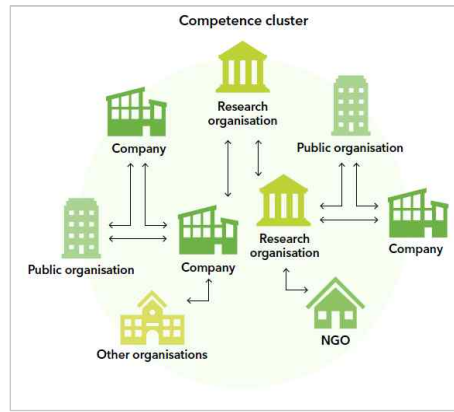 Competence cluster
Research
organisation
Company
Public organisation
Public organisation
Company
Research
organisation
Company
Other organisations
NGO